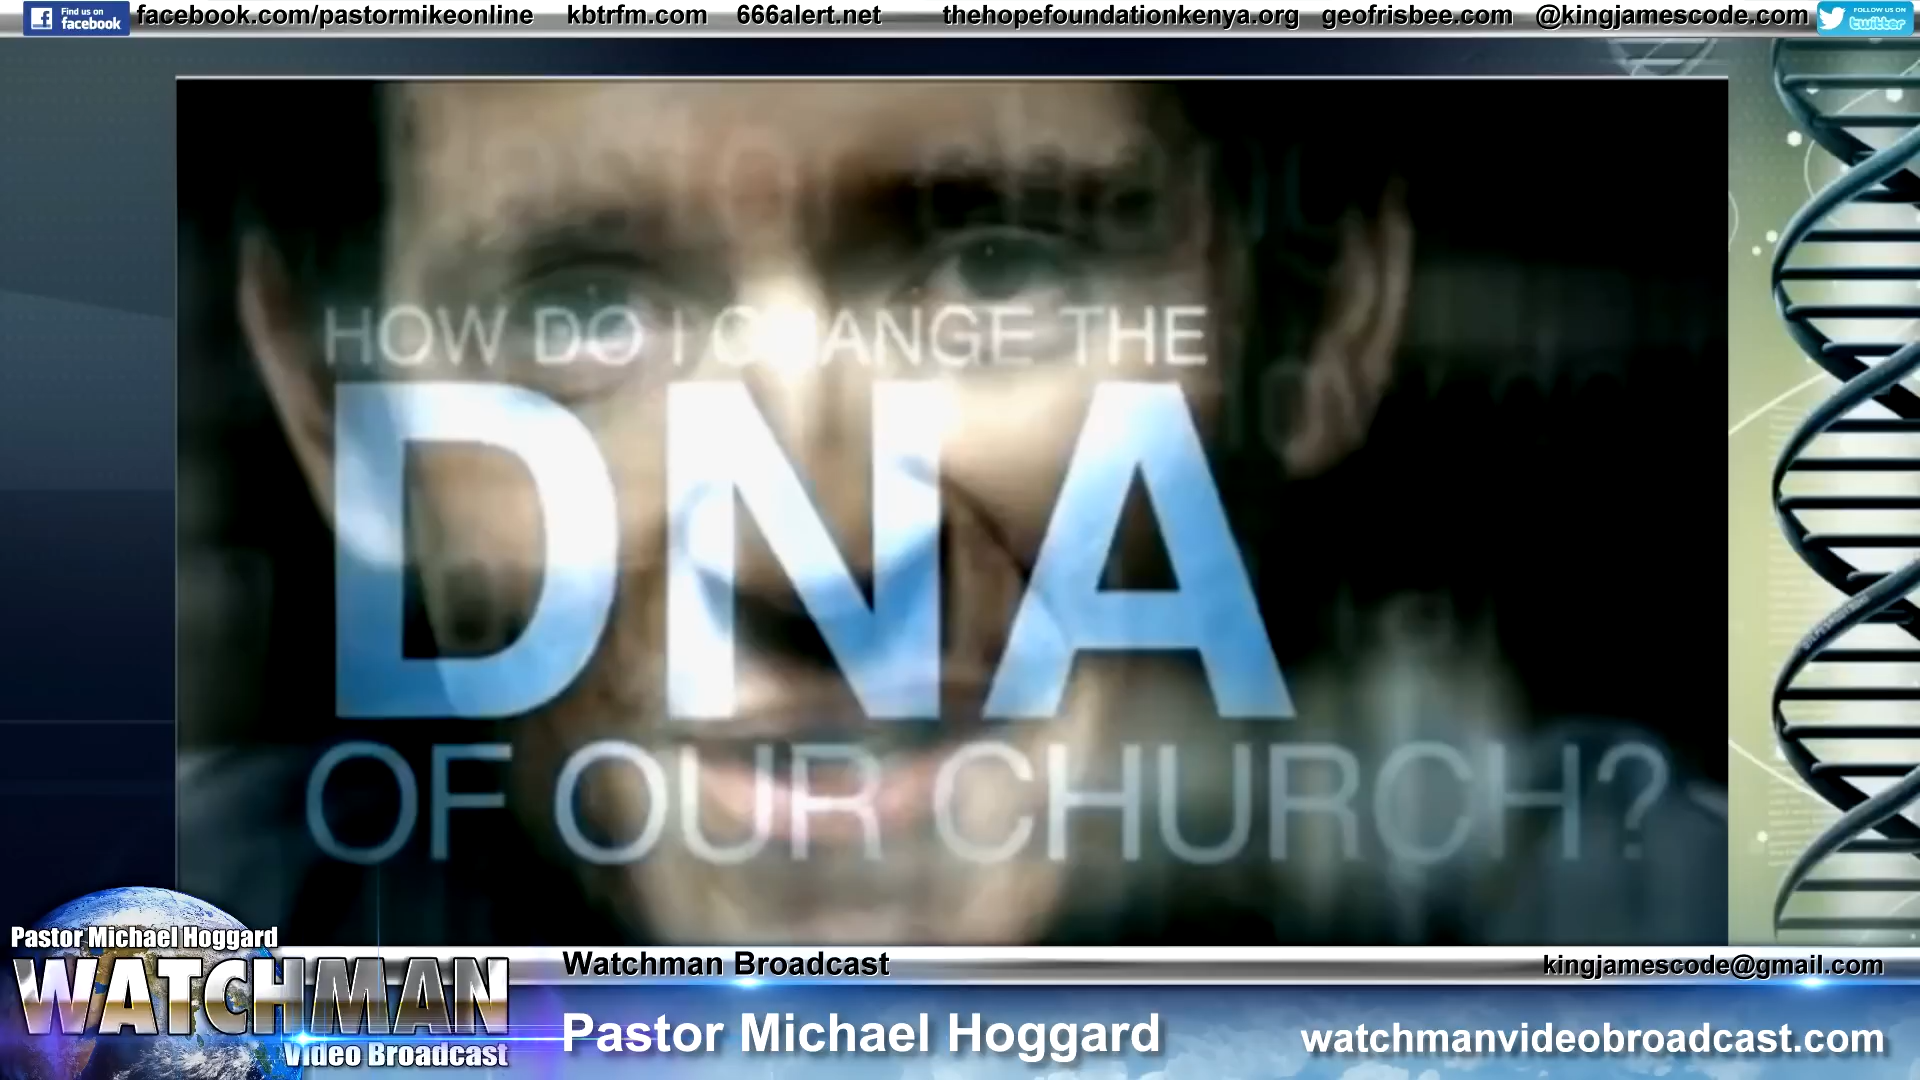 Find us on
facebook
facebook.com/pastormikeonline kbtrfm.com 666alert.net thehopefoundationkenya.org geofrisbee.com @kingjamescode.com
FOLLOW US ON
twitter
HOW DO I CHANGE THE
DNA
OF OUR CHURCH?
Pastor Michael Hoggard
WATCHMAN
Video Broadcast
Watchman Broadcast
kingjamescode@gmail.com
Pastor Michael Hoggard
watchmanvideobroadcast.com